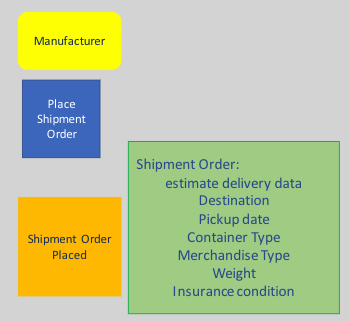 Manufacturer
Place
Shipment
Order
Shipment Order:
estimate delivery data
Destination
Pickup date
Container Type
Merchandise Type
Weight
Insurance condition
Shipment Order
Placed